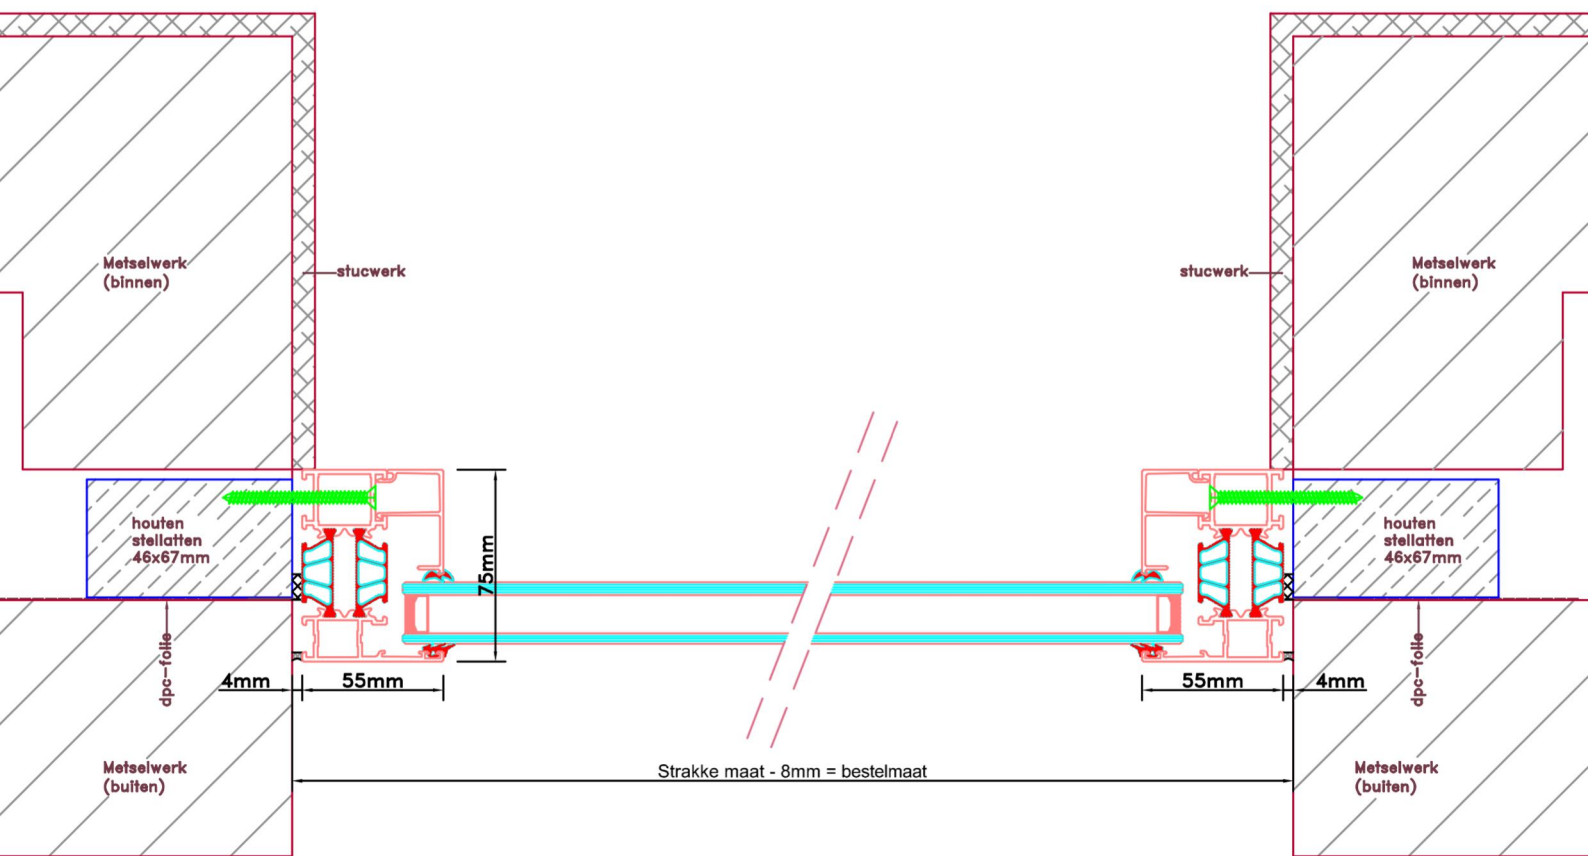 Metselwerk
(binnen)
stucwerk
stucwerk
Metselwerk
(binnen)
houten
stellatten
46x67mm
75mm
houten
stellatten
46x67mm
dpc-folie
4mm
55mm
55mm
4mm
dpc-folie
Strakke maat - 8mm = bestelmaat
Metselwerk
(buiten)
Metselwerk
(buiten)